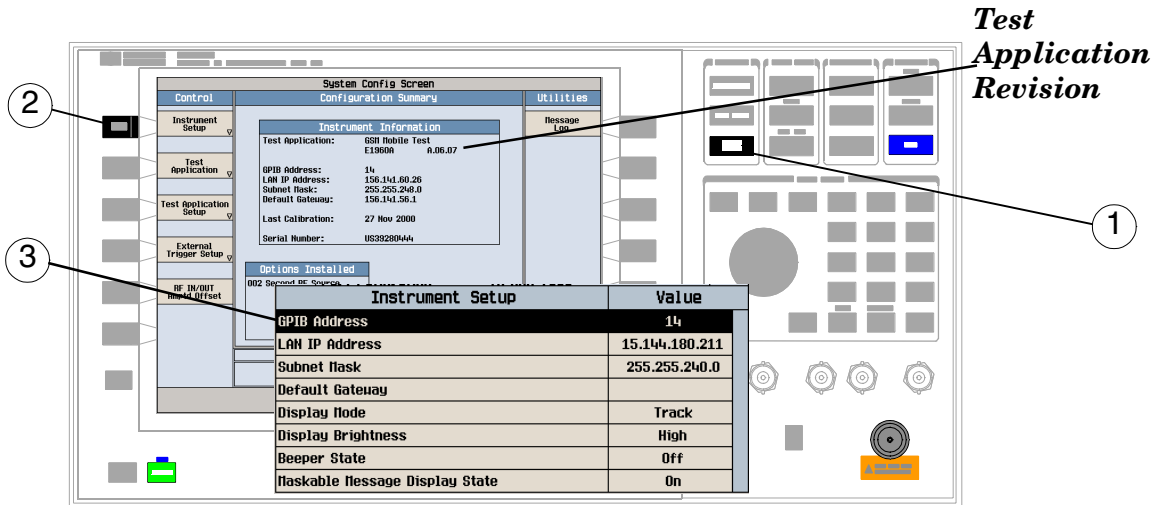 Test
Application
Revision
2
System Config Screen
Control
Configuration Summary
Utilities
Instrument
Setup
Test
Application
Test Application
Setup
External
Trigger Setup
RF IN/OUT
Amptd Offset
Instrument Information
Test Application: GSM Mobile Test
E1960A A.06.07
GPIB Address: 14
LAN IP Address: 156.141.60.26
Subnet Mask: 255.255.248.0
Default Gateway: 156.141.56.1
Last Calibration: 27 Nov 2000
Serial Number: US39280444
Message
Log
1
3
Options Installed
002 Second RF Source
Instrument Setup Value
GPIB Address 14
LAN IP Address 15.144.180.211
Subnet Mask 255.255.240.0
Default Gateway
Display Mode Track
Display Brightness High
Beeper State Off
Maskable Message Display State On